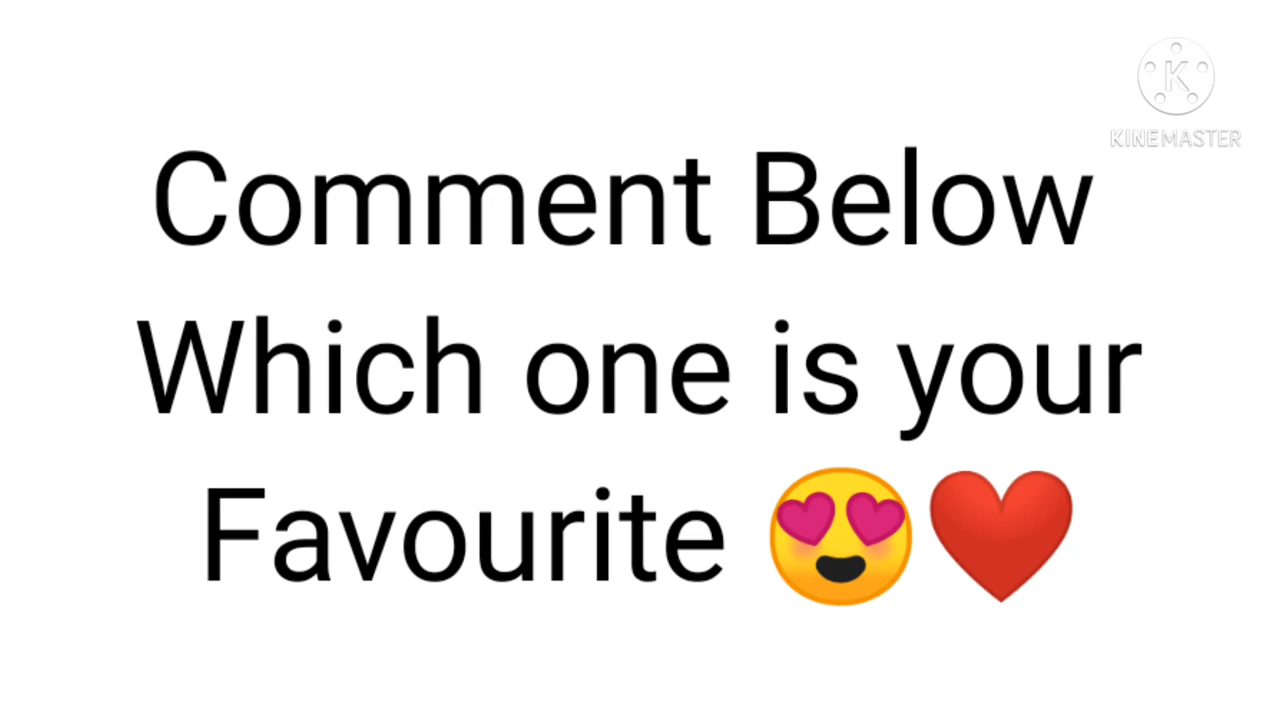 K
KINEMASTER
Comment Below
Which one is your
Favourite 😍❤️